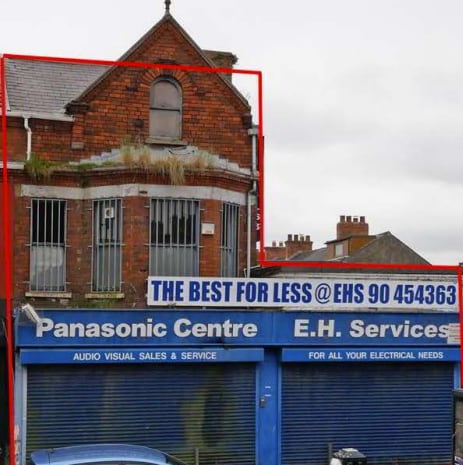 THE BEST FOR LESS @ EHS 90 454363
Panasonic Centre E.H. Services
AUDIO VISUAL SALES & SERVICE FOR ALL YOUR ELECTRICAL NEEDS